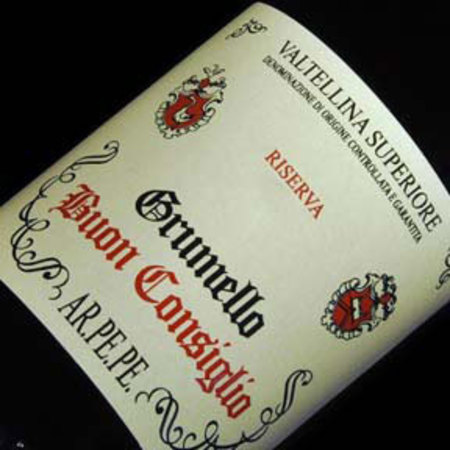 VALTELLINA SUPERIORE
DENOMINAZIONE DI ORIGINE CONTROLLATA E GARANTITA
RISERVA
Grumello
Buon Consiglio
AR.PE.PE.